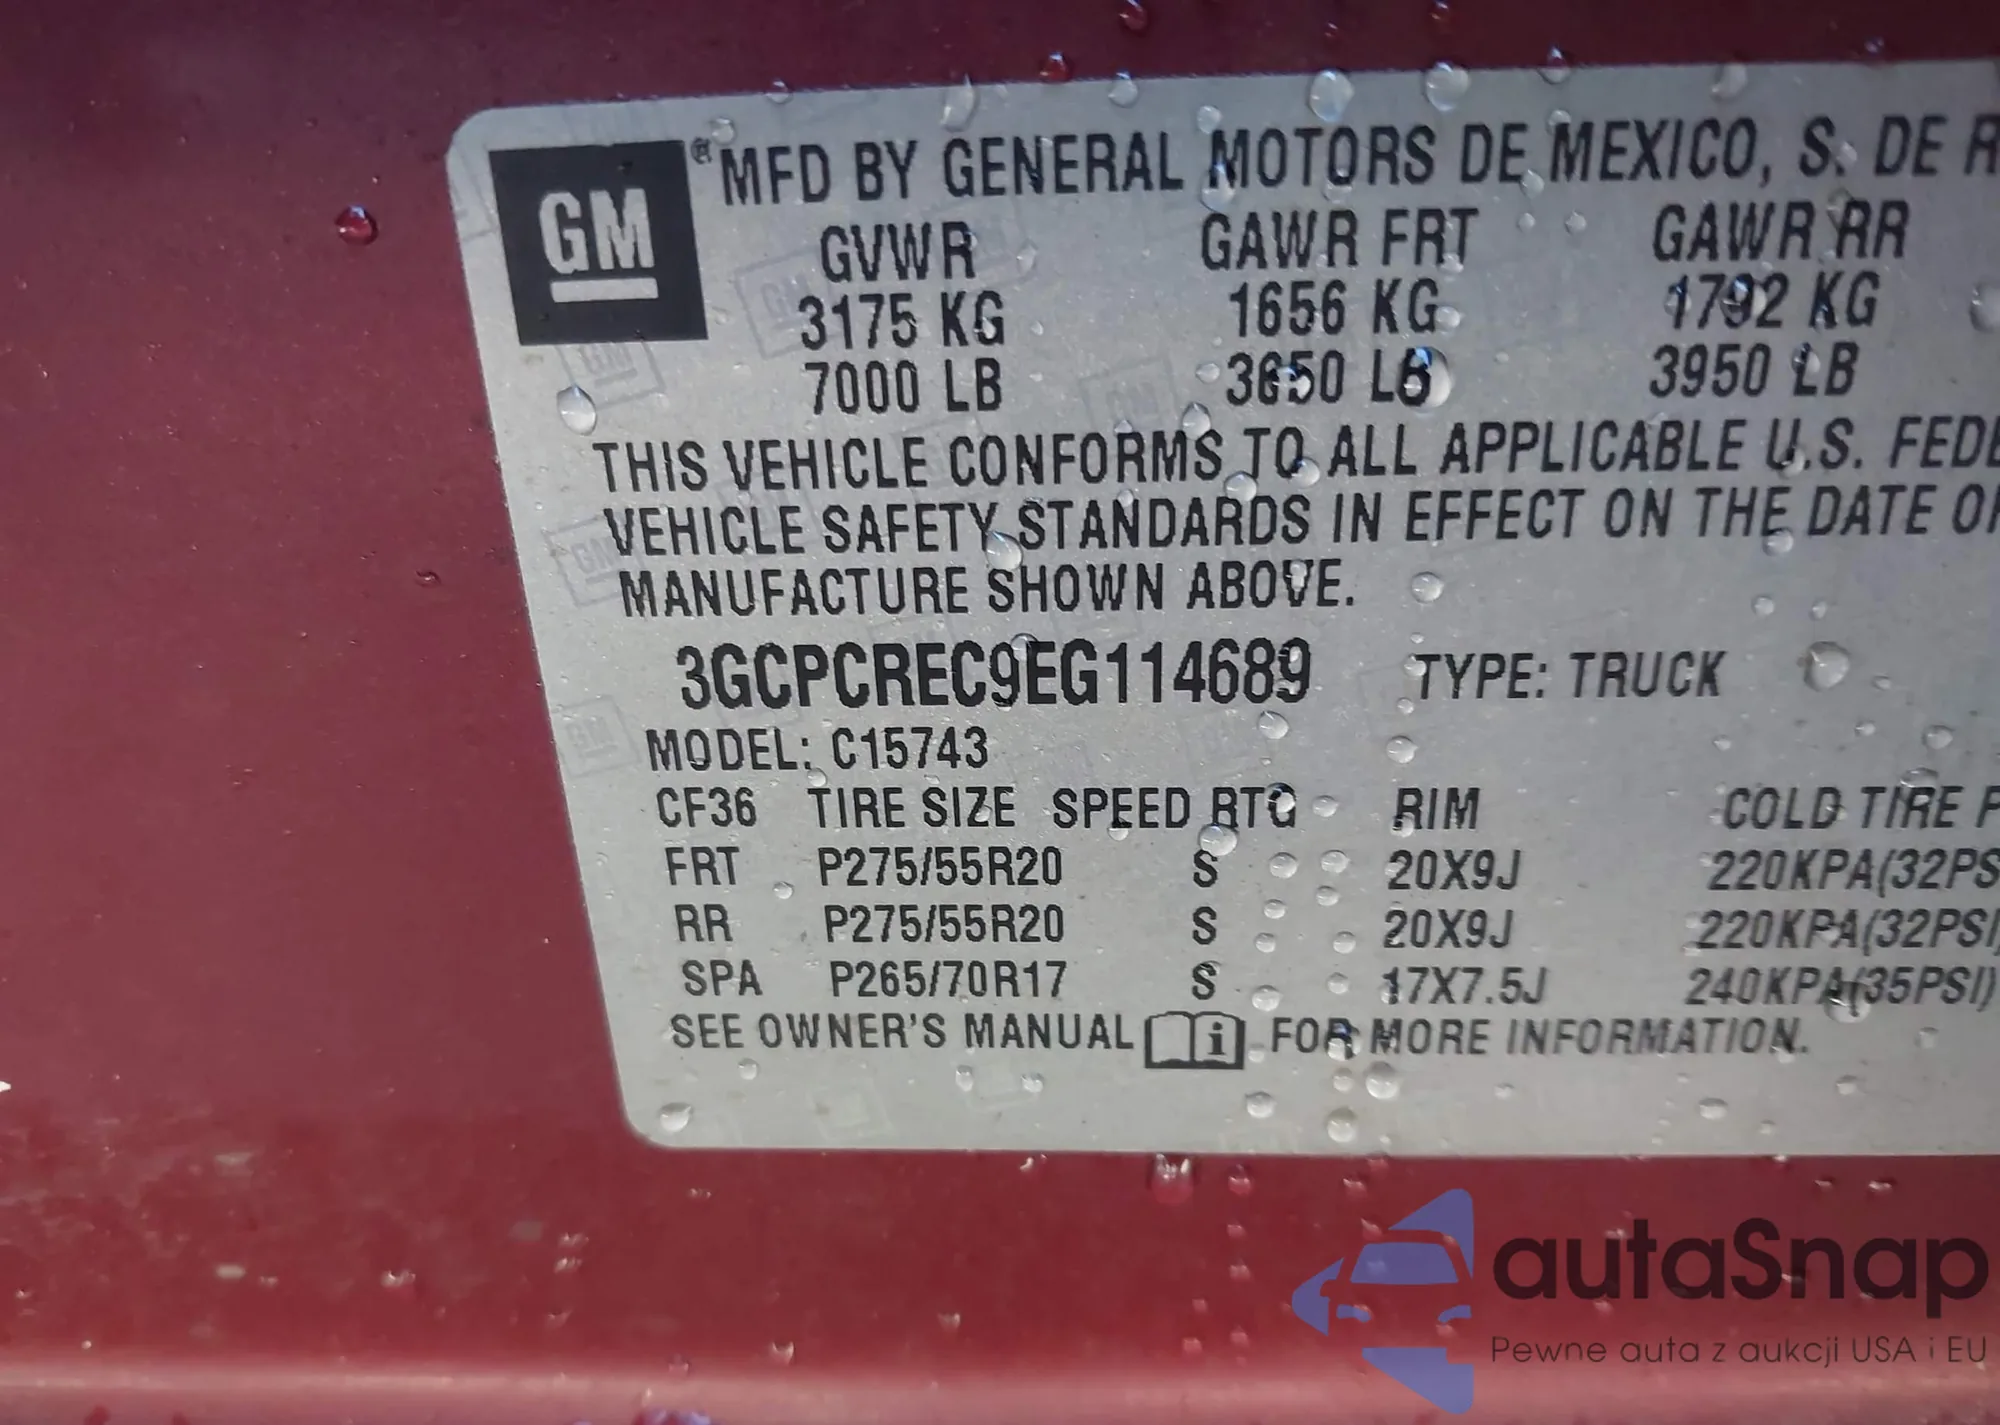 GM ® MFD BY GENERAL MOTORS DE MEXICO, S. DE R
GVWR GAWR FRT GAWR RR
3175 KG 1656 KG 1792 KG
7000 LB 3650 LB 3950 LB
THIS VEHICLE CONFORMS TO ALL APPLICABLE U.S. FEDE
VEHICLE SAFETY STANDARDS IN EFFECT ON THE DATE OF
MANUFACTURE SHOWN ABOVE.
3GCPCREC9EG114689 TYPE: TRUCK
MODEL: C15743
CF36 TIRE SIZE SPEED RTG RIM COLD TIRE P
FRT P275/55R20 S 20X9J 220KPA(32PS
RR P275/55R20 S 20X9J 220KPA(32PSI)
SPA P265/70R17 S 17X7.5J 240KPA(35PSI)
SEE OWNER'S MANUAL i FOR MORE INFORMATION.
autaSnap
Pewne auta z aukcji USA i EU